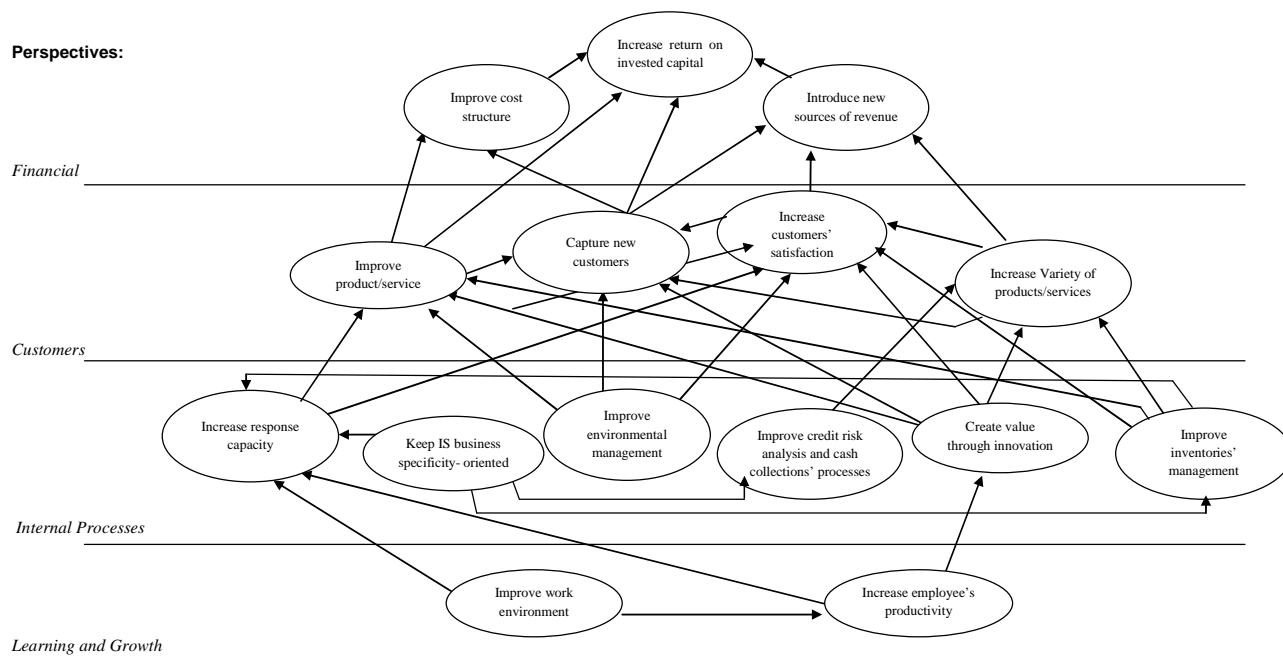 Perspectives:
Increase return on
invested capital
Improve cost
structure
Introduce new
sources of revenue
Financial
Increase
customers’
satisfaction
Capture new
customers
Improve
product/service
Increase Variety of
products/services
Customers
Increase response
capacity
Keep IS business
specificity- oriented
Improve
environmental
management
Improve credit risk
analysis and cash
collections’ processes
Create value
through innovation
Improve
inventories’
management
Internal Processes
Improve work
environment
Increase employee’s
productivity
Learning and Growth